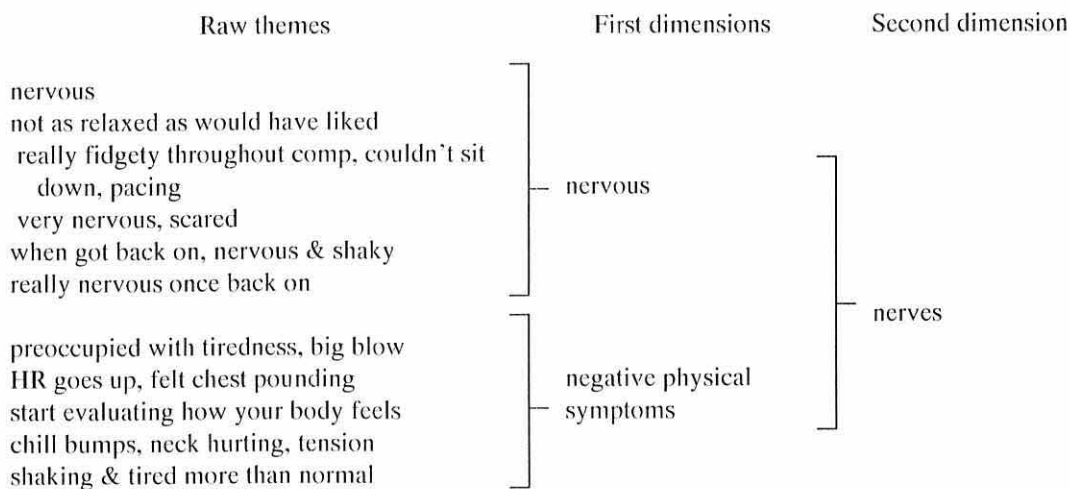 Raw themes First dimensions Second dimension
nervous
not as relaxed as would have liked
really fidgety throughout comp, couldn't sit
down, pacing
very nervous, scared
when got back on, nervous & shaky
really nervous once back on
nervous
preoccupied with tiredness, big blow
HR goes up, felt chest pounding
start evaluating how your body feels
chill bumps, neck hurting, tension
shaking & tired more than normal
negative physical
symptoms
nerves